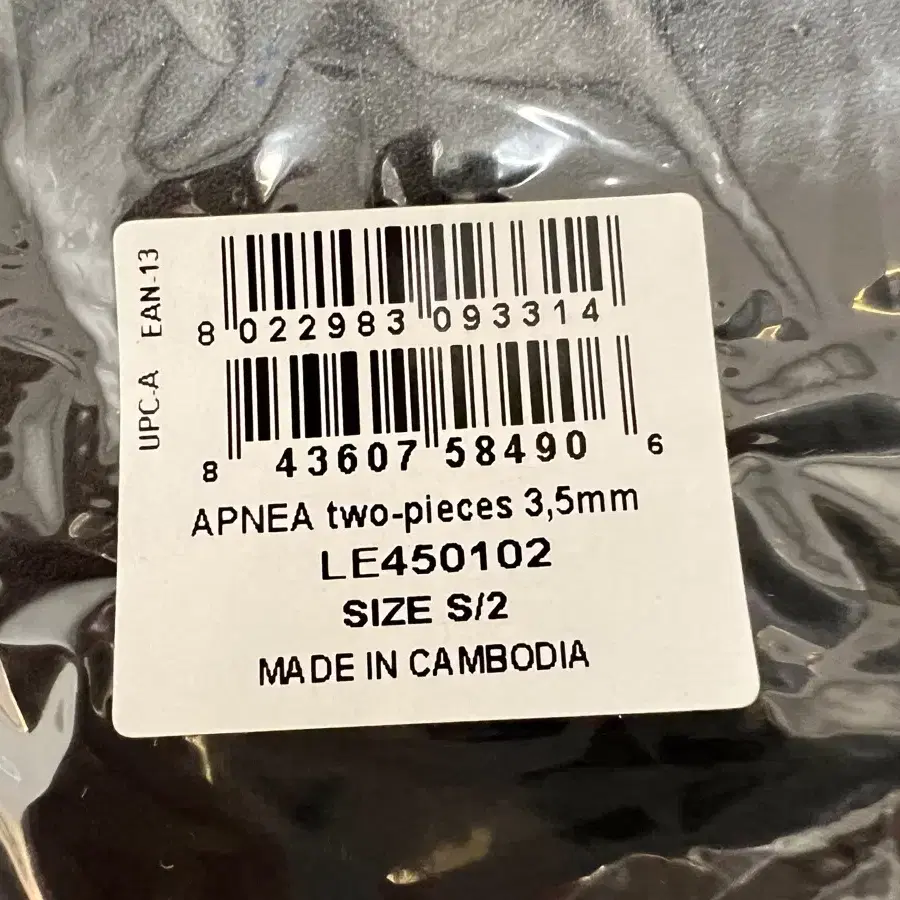 EAN-13
8 022983 093314
UPC-A
8 43607 58490 6
APNEA two-pieces 3,5mm
LE450102
SIZE S/2
MADE IN CAMBODIA